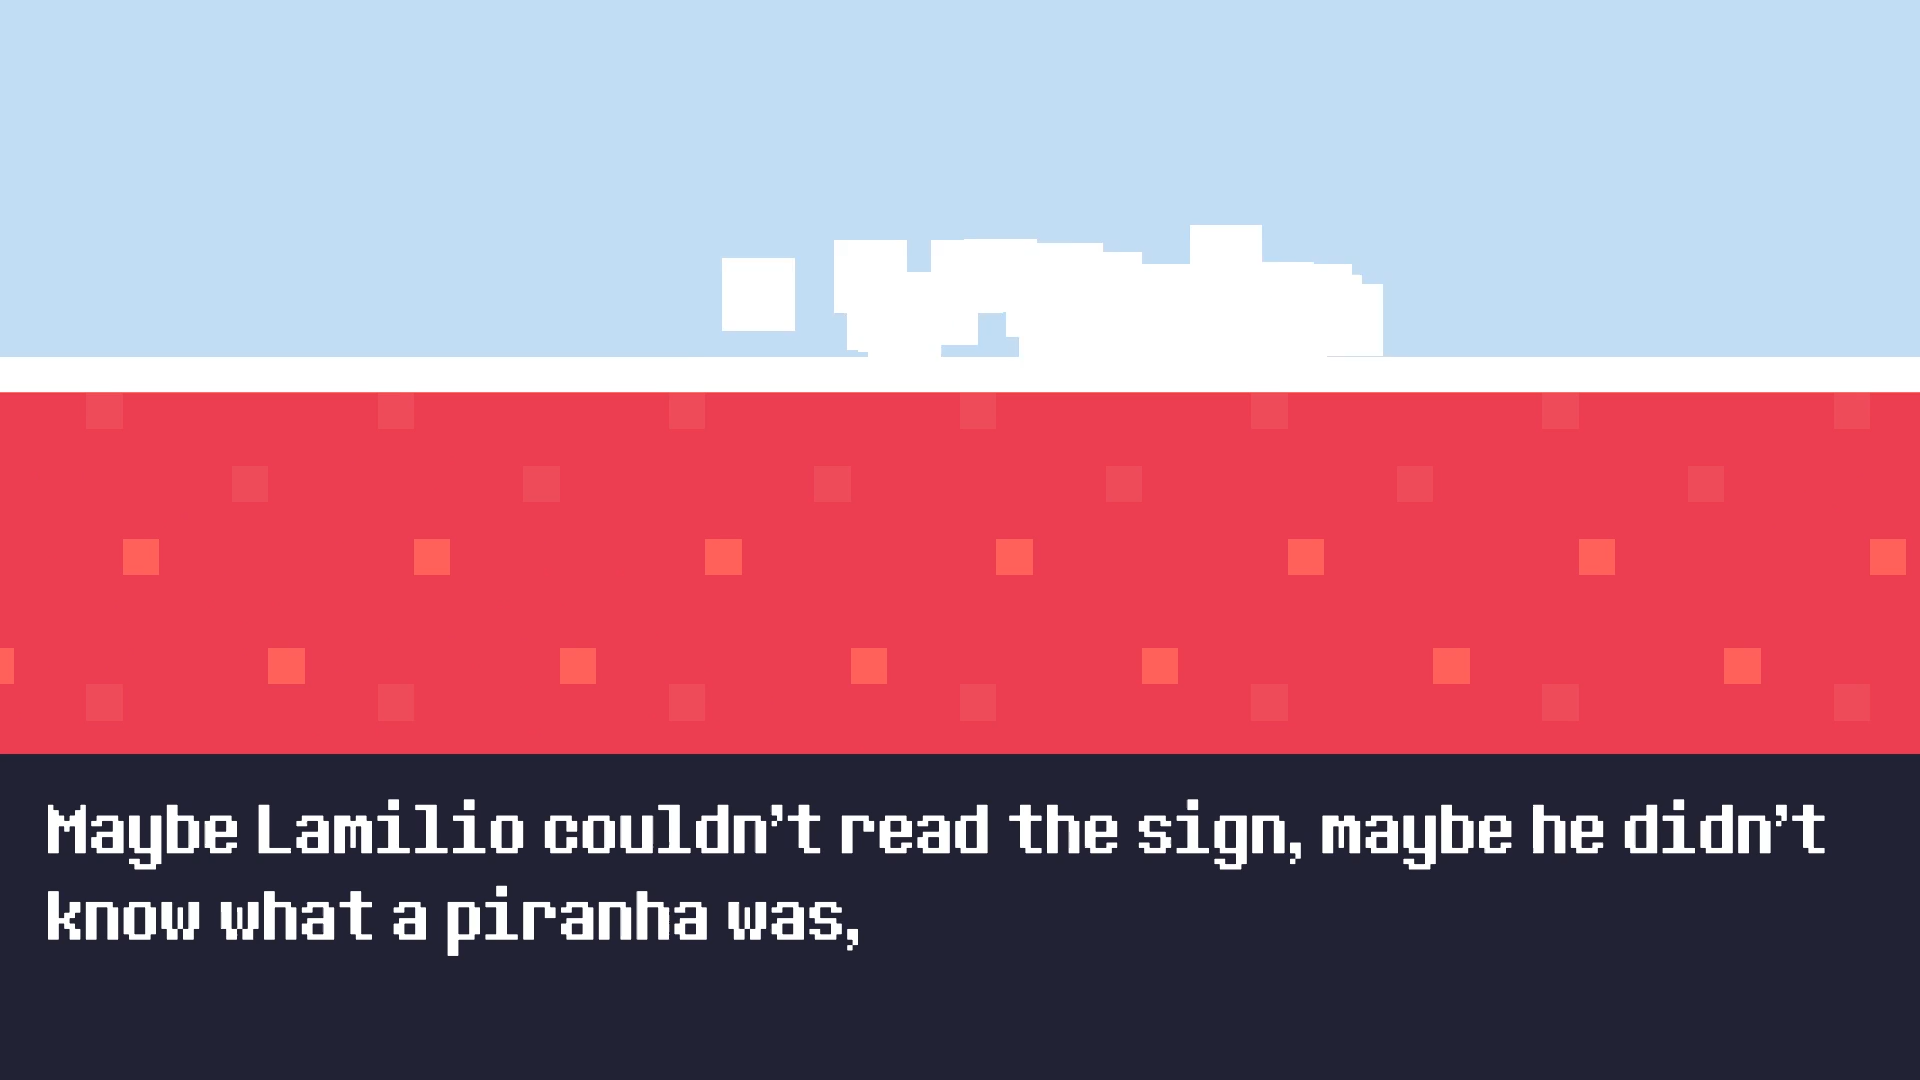 Maybe Lamilio couldn't read the sign, maybe he didn't
know what a piranha was,